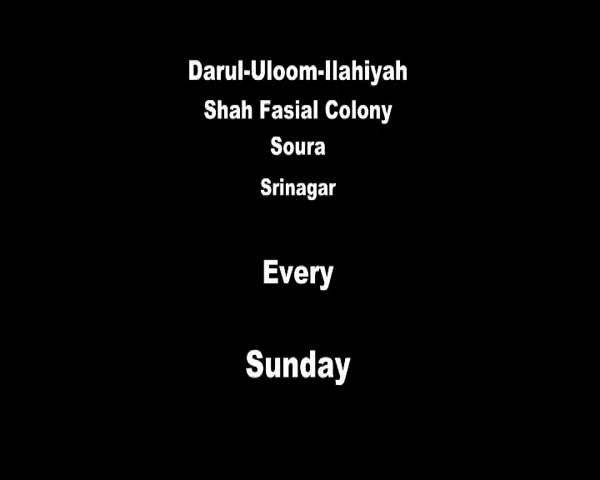 Darul-Uloom-Ilahiyah
Shah Fasial Colony
Soura
Srinagar
Every
Sunday